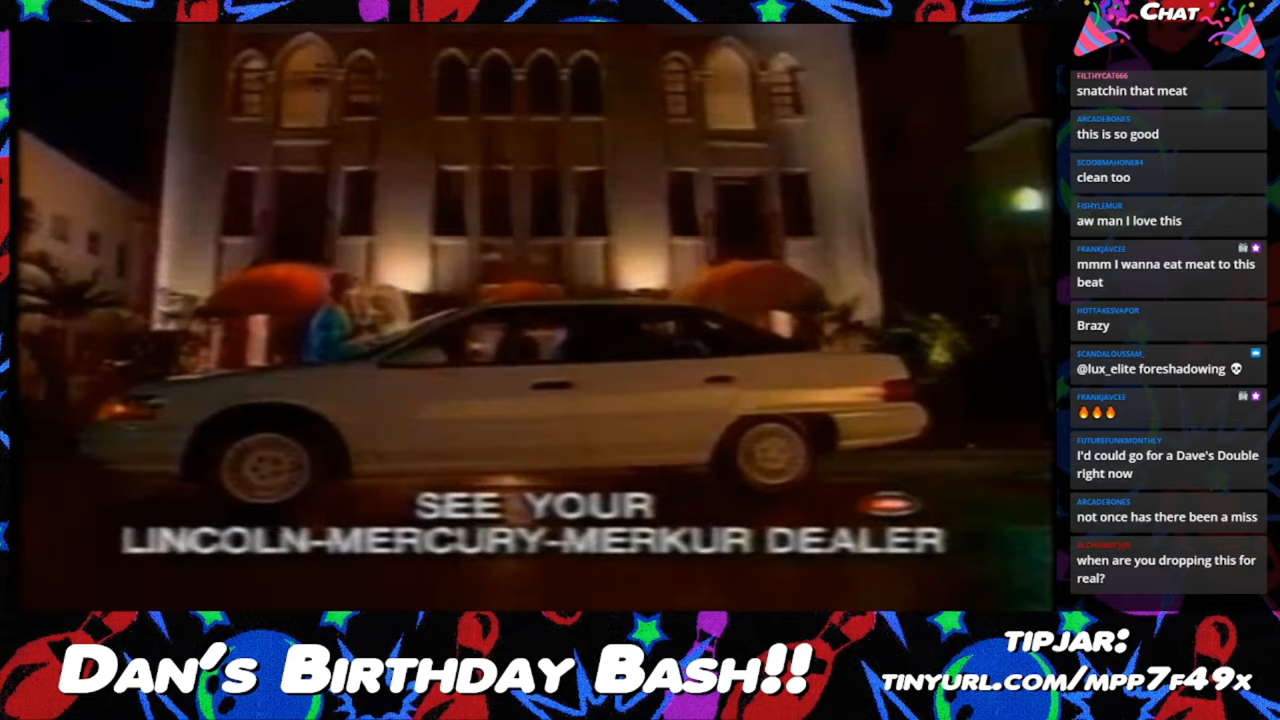 CHAT
FILTHYCAT666
snatchin that meat
ARCADEBONES
this is so good
SCOOBMAHONE84
clean too
FISHYLEMUR
aw man I love this
FRANKJAVCEE
mmm I wanna eat meat to this
beat
HOTTAKESVAPOR
Brazy
SCANDALOUSSAM_
@lux_elite foreshadowing 💀
FRANKJAVCEE
🔥🔥🔥
FUTUREFUNKMONTHLY
I'd could go for a Dave's Double
right now
ARCADEBONES
not once has there been a miss
when are you dropping this for
real?
SEE YOUR
LINCOLN-MERCURY-MERKUR DEALER
DAN'S BIRTHDAY BASH!!
TIPJAR:
TINYURL.COM/MPP7F49X